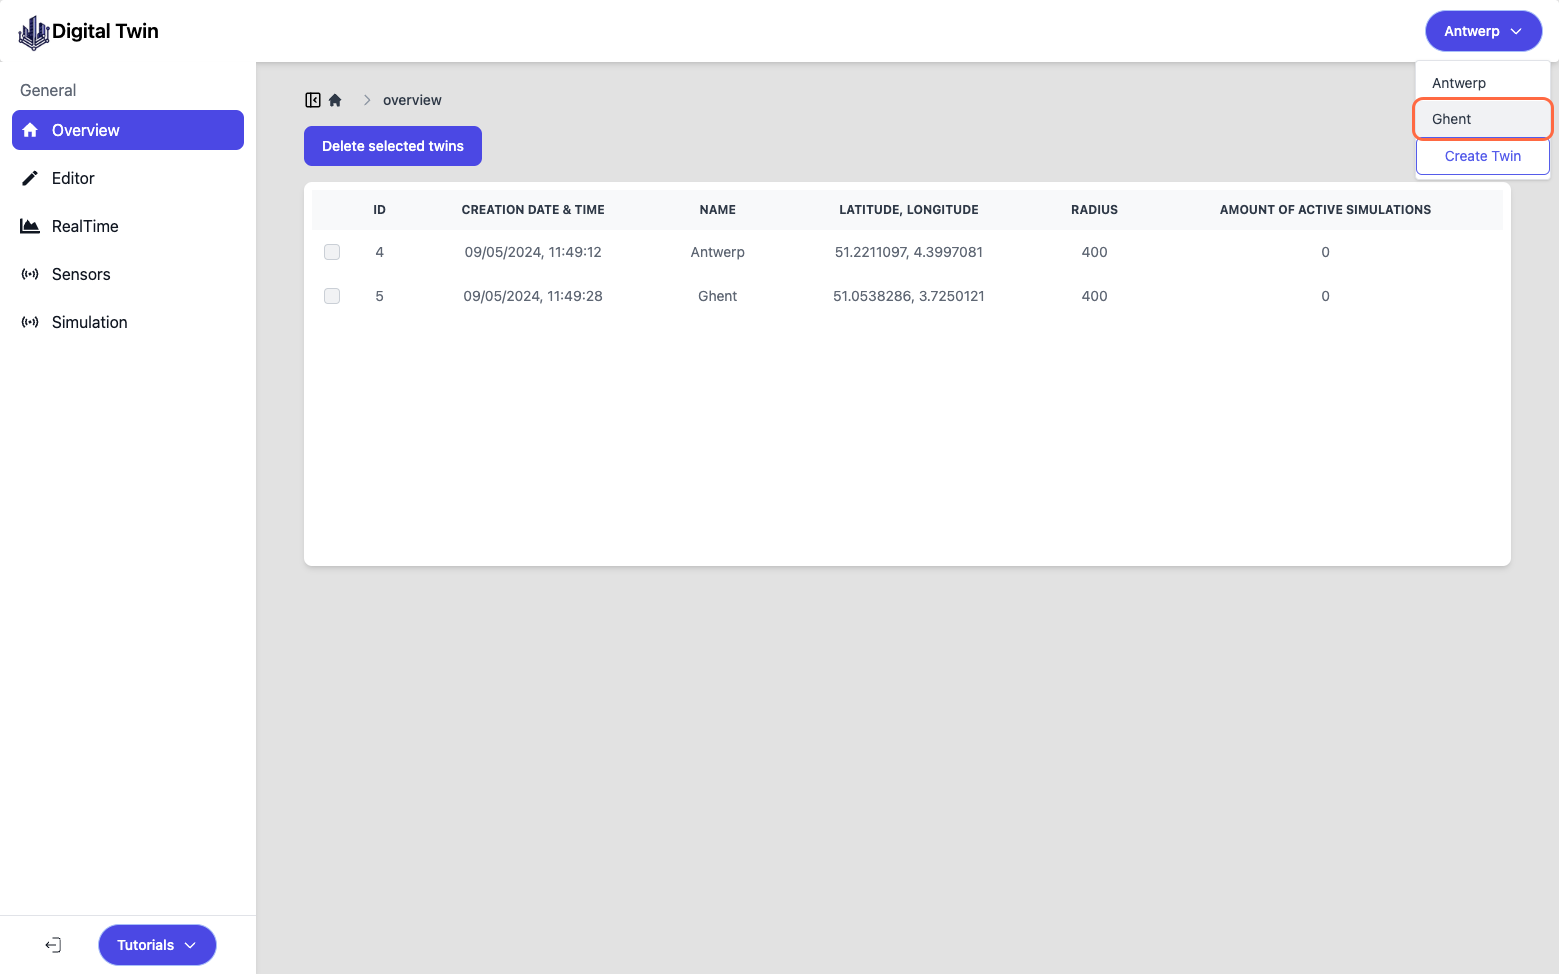 Digital Twin
Antwerp
Antwerp
Ghent
Create Twin
General
Overview
Editor
RealTime
Sensors
Simulation
overview
Delete selected twins
ID CREATION DATE & TIME NAME LATITUDE, LONGITUDE RADIUS AMOUNT OF ACTIVE SIMULATIONS
4 09/05/2024, 11:49:12 Antwerp 51.2211097, 4.3997081 400 0
5 09/05/2024, 11:49:28 Ghent 51.0538286, 3.7250121 400 0
Tutorials